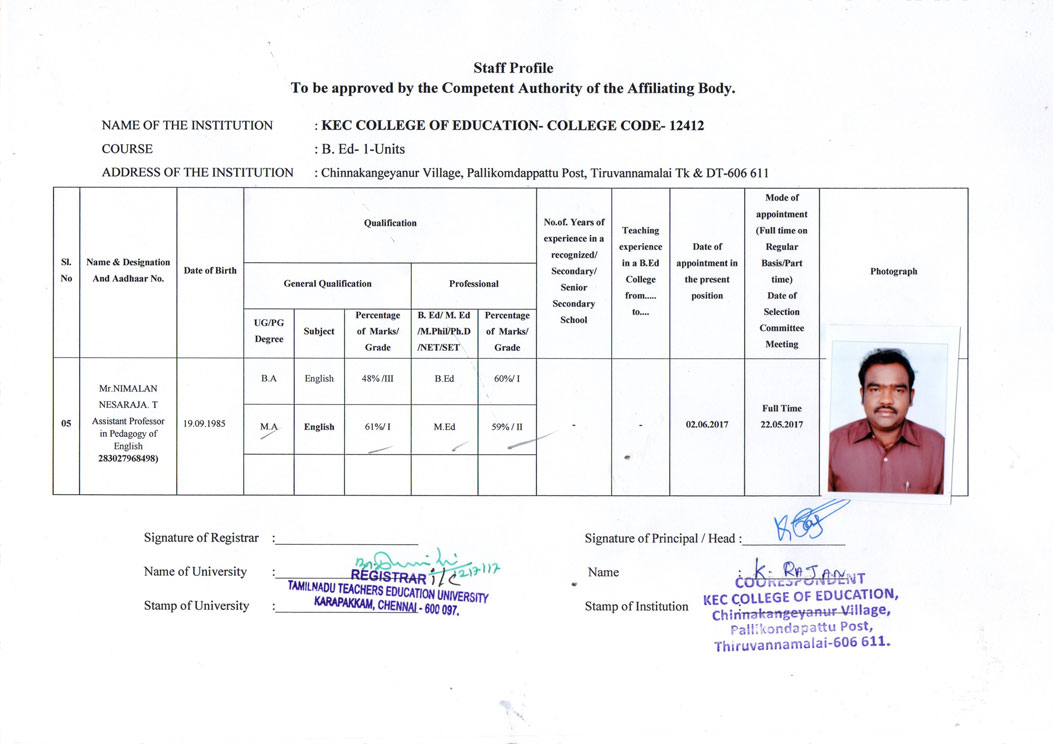 Staff Profile
To be approved by the Competent Authority of the Affiliating Body.
NAME OF THE INSTITUTION : KEC COLLEGE OF EDUCATION- COLLEGE CODE- 12412
COURSE : B. Ed- 1-Units
ADDRESS OF THE INSTITUTION : Chinnakangeyanur Village, Pallikomdappattu Post, Tiruvannamalai Tk & DT-606 611
Sl.
No
Name & Designation
And Aadhaar No.
Date of Birth
Qualification
General Qualification
Professional
UG/PG
Degree
Subject
Percentage
of Marks/
Grade
B. Ed/ M. Ed
/M.Phil/Ph.D
/NET/SET
Percentage
of Marks/
Grade
No.of. Years of
experience in a
recognized/
Secondary/
Senior
Secondary
School
Teaching
experience
in a B.Ed
College
from.....
to....
Date of
appointment in
the present
position
Mode of
appointment
(Full time on
Regular
Basis/Part
time)
Date of
Selection
Committee
Meeting
Photograph
05
Mr.NIMALAN
NESARAJA. T
Assistant Professor
in Pedagogy of
English
283027968498)
19.09.1985
B.A English 48% /III B.Ed 60%/ I
M.A English 61%/ I M.Ed 59% / II
- - 02.06.2017
Full Time
22.05.2017
Signature of Registrar :
Name of University :
REGISTRAR i/c
TAMILNADU TEACHERS EDUCATION UNIVERSITY
KARAPAKKAM, CHENNAI - 600 097.
Stamp of University :
Signature of Principal / Head :
Name : K. RAJAN
Stamp of Institution
COORESPONDENT
KEC COLLEGE OF EDUCATION,
Chinnakangeyanur Village,
Pallikondapattu Post,
Thiruvannamalai-606 611.